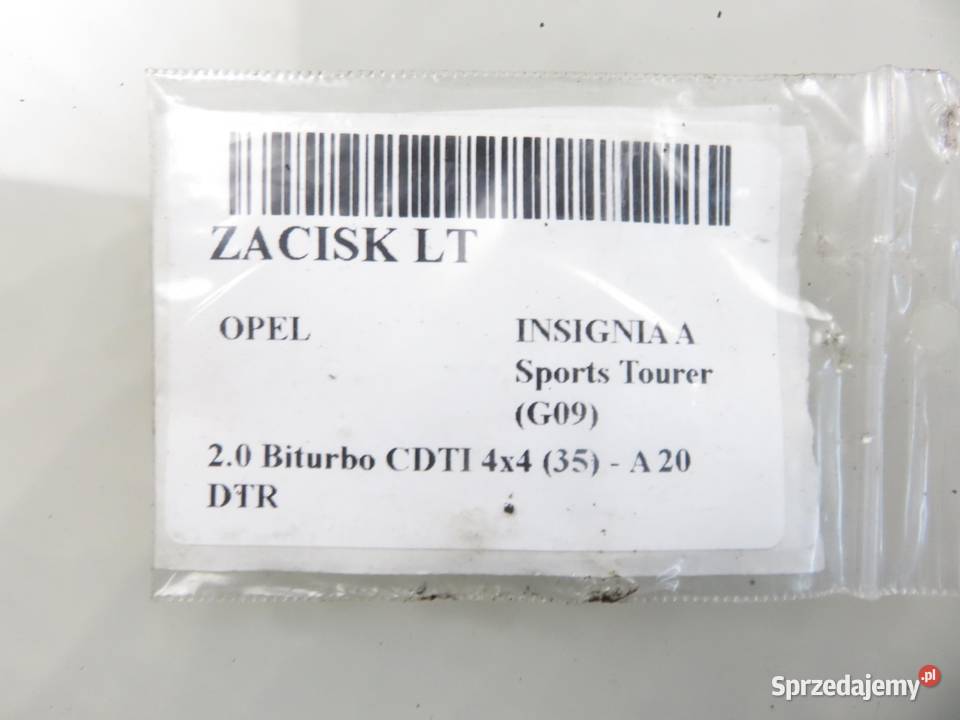 ZACISK LT
OPEL
INSIGNIA A
Sports Tourer
(G09)
2.0 Biturbo CDTI 4x4 (35) - A 20
DTR
Sprzedajemy.pl